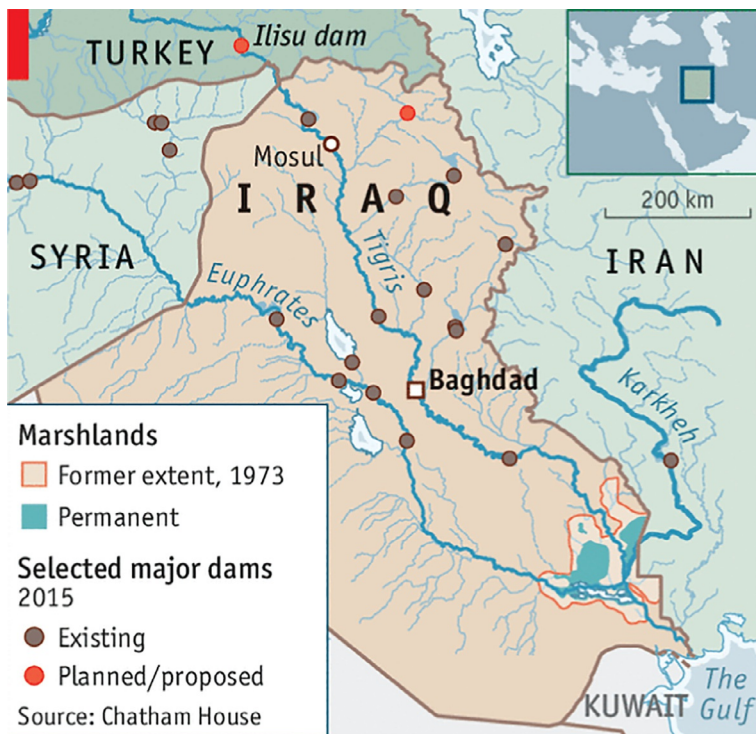 TURKEY
Ilisu dam
Mosul
IRAQ
200 km
SYRIA
Euphrates
Tigris
IRAN
Baghdad
Karkheh
Marshlands
Former extent, 1973
Permanent
Selected major dams
2015
Existing
Planned/proposed
Source: Chatham House
KUWAIT
The
Gulf